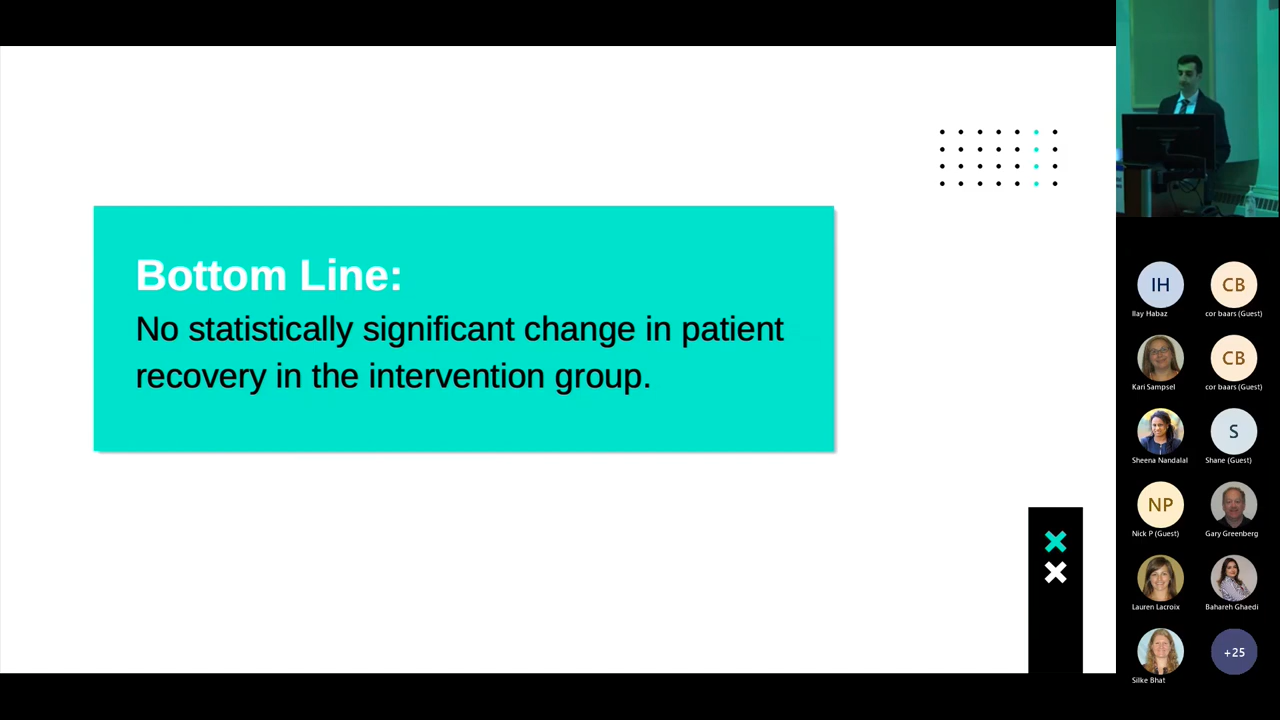 Bottom Line:
No statistically significant change in patient
recovery in the intervention group.
IH
Ilay Habaz
CB
cor baars (Guest)
Kari Sampsel
CB
cor baars (Guest)
Sheena Nandalal
S
Shane (Guest)
NP
Nick P (Guest)
Gary Greenberg
Lauren Lacroix
Bahareh Ghaedi
Silke Bhat
+25